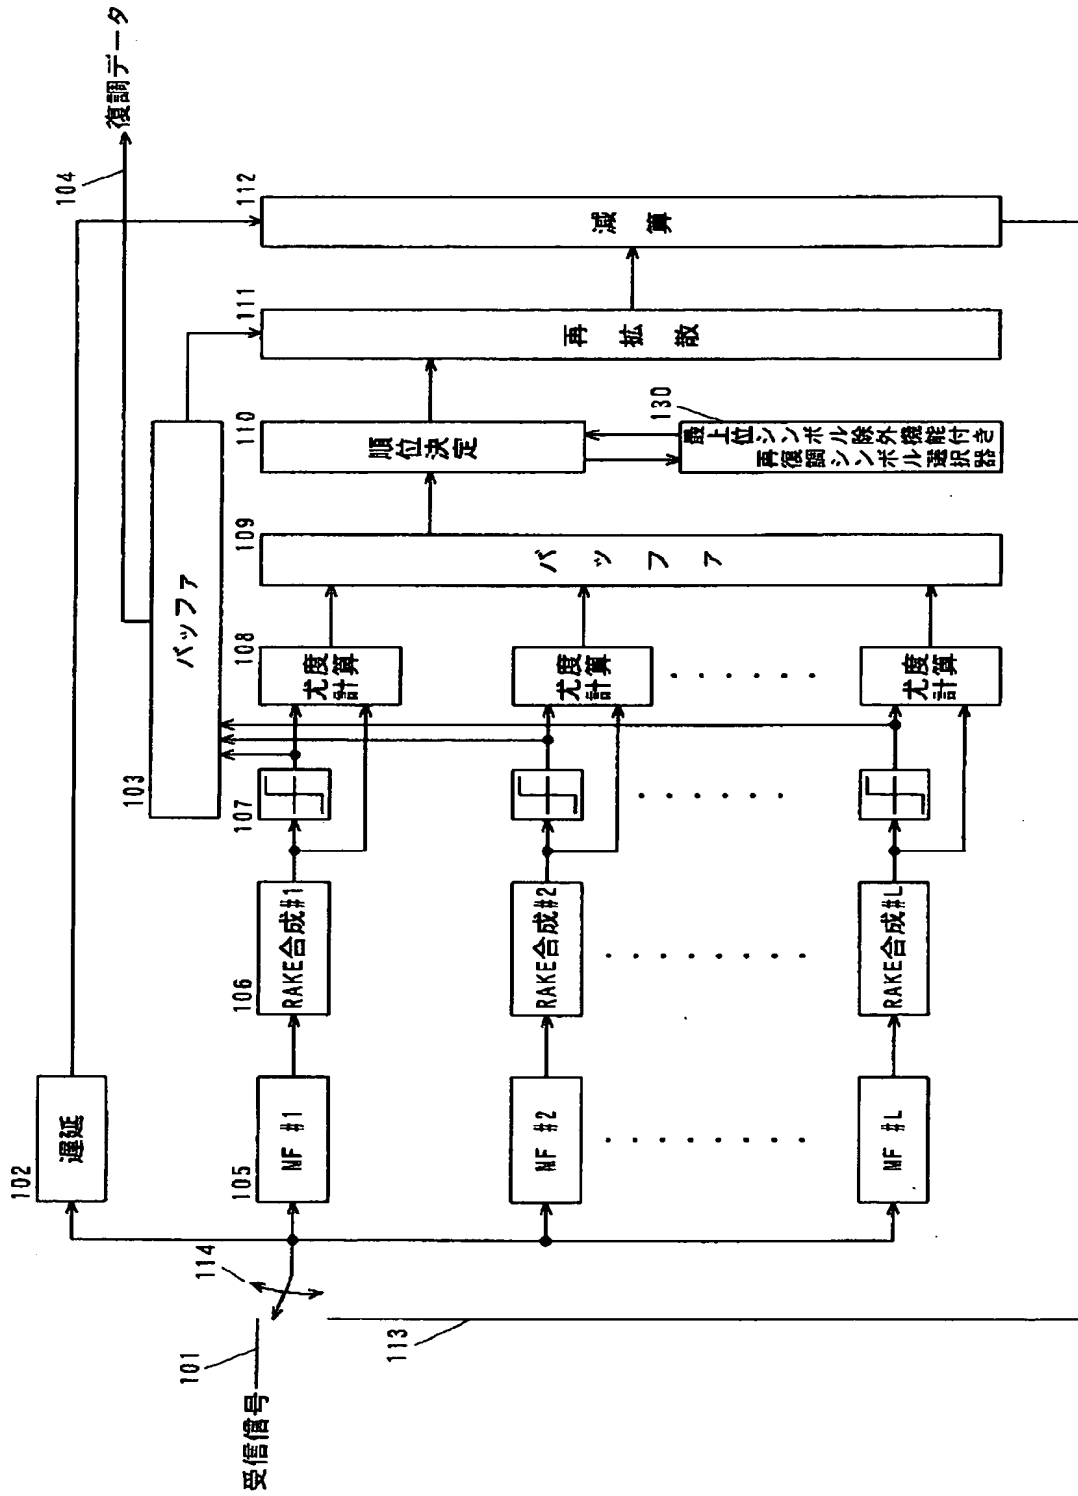 受信信号
101
114
113
102
遅延
105
MF #1
MF #2
MF #L
106
RAKE合成#1
RAKE合成#2
RAKE合成#L
107
103
バッファ
104
復調データ
108
尤度
計算
尤度
計算
尤度
計算
109
バッファ
110
順位決定
130
最上位シンボル除外機能付き
再復調シンボル選択器
111
再拡散
112
減算